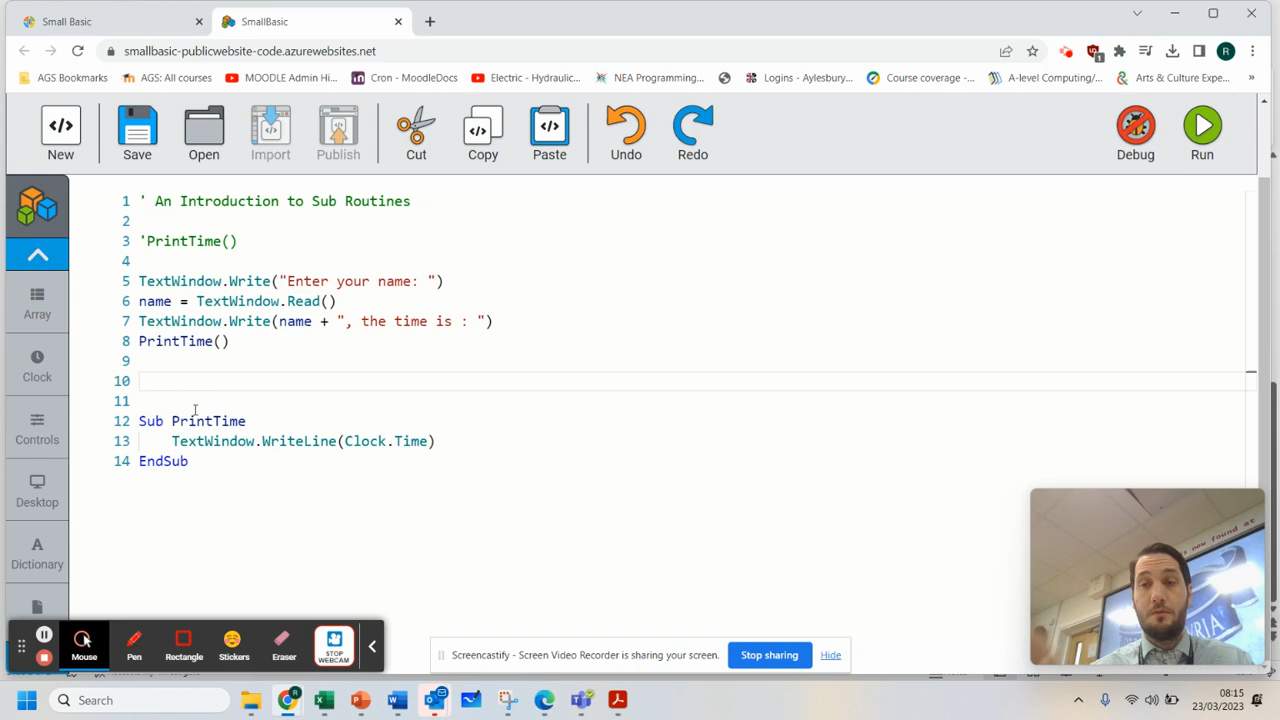 Small Basic
SmallBasic
smallbasic-publicwebsite-code.azurewebsites.net
AGS Bookmarks
AGS: All courses
MOODLE Admin Hi...
Cron - MoodleDocs
Electric - Hydraulic...
NEA Programming...
Logins - Aylesbury...
Course coverage -...
A-level Computing/...
Arts & Culture Expe...
New
Save
Open
Import
Publish
Cut
Copy
Paste
Undo
Redo
Debug
Run
1 ' An Introduction to Sub Routines
2
3 'PrintTime()
4
5 TextWindow.Write("Enter your name: ")
6 name = TextWindow.Read()
7 TextWindow.Write(name + ", the time is : ")
8 PrintTime()
9
10
11
12 Sub PrintTime
13 TextWindow.WriteLine(Clock.Time)
14 EndSub
Array
Clock
Controls
Desktop
Dictionary
Mouse
Pen
Rectangle
Stickers
Eraser
STOP WEBCAM
Screencastify - Screen Video Recorder is sharing your screen.
Stop sharing
Hide
Search
08:15
23/03/2023